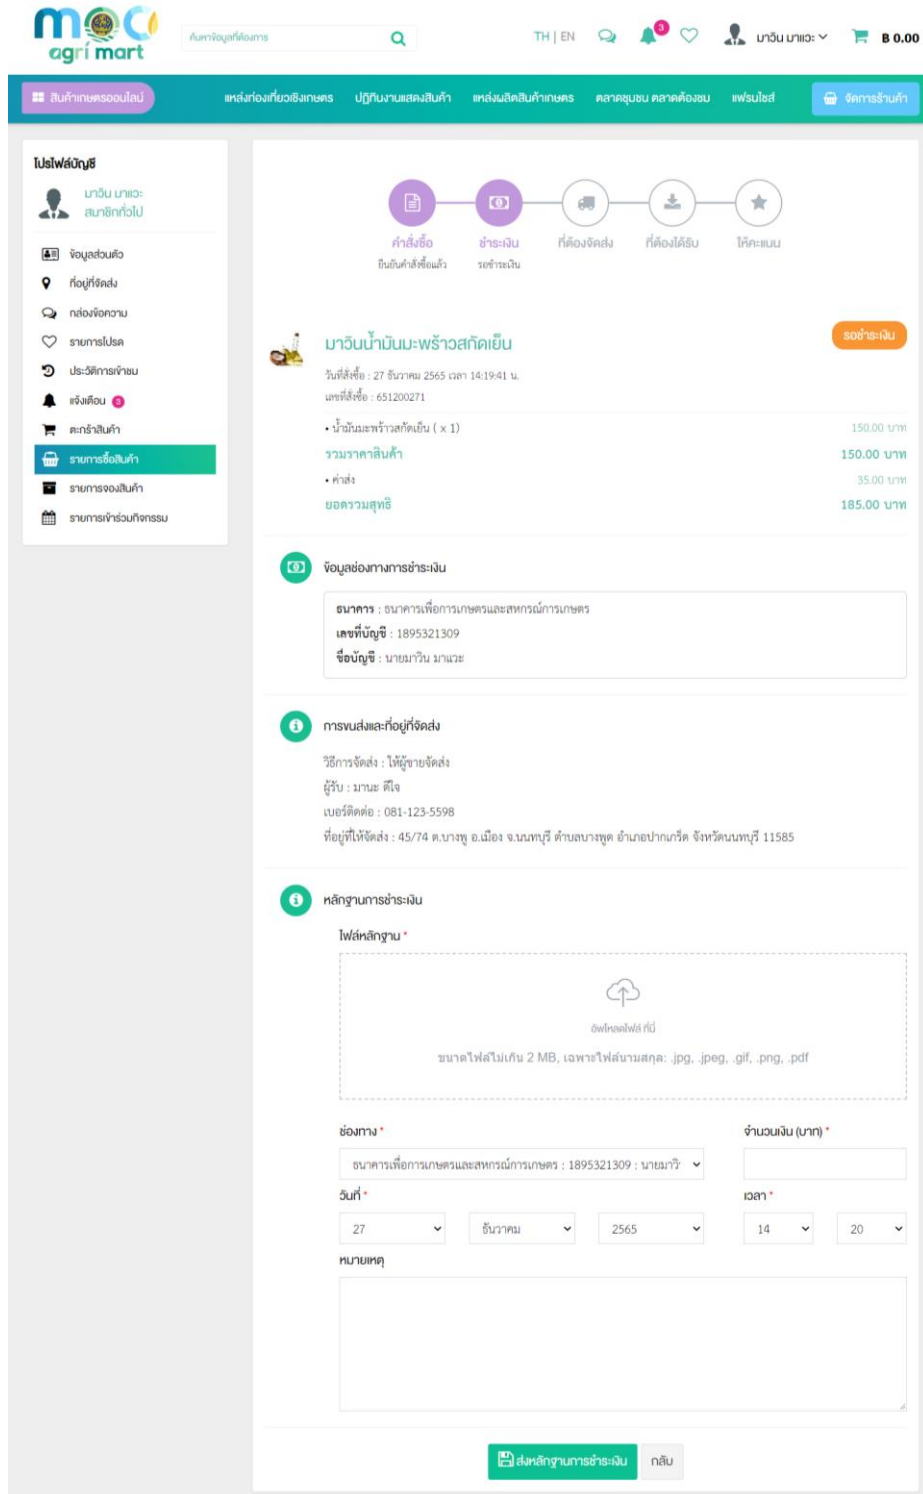 moc
agri mart
ค้นหาข้อมูลที่ต้องการ
TH | EN
3
มาวิน มาแวะ
฿ 0.00
สินค้าเกษตรออนไลน์
แหล่งท่องเที่ยวเชิงเกษตร
ปฏิทินงานแสดงสินค้า
แหล่งผลิตสินค้าเกษตร
ตลาดชุมชน ตลาดต้องชม
แฟรนไชส์
จัดการร้านค้า
โปรไฟล์บัญชี
มาวิน มาแวะ
สมาชิกทั่วไป
ข้อมูลส่วนตัว
ที่อยู่ที่จัดส่ง
กล่องข้อความ
รายการโปรด
ประวัติการเข้าชม
แจ้งเตือน 3
ตะกร้าสินค้า
รายการซื้อสินค้า
รายการจองสินค้า
รายการเข้าร่วมกิจกรรม
คำสั่งซื้อ
ยืนยันคำสั่งซื้อแล้ว
ชำระเงิน
รอชำระเงิน
ที่ต้องจัดส่ง
ที่ต้องได้รับ
ให้คะแนน
มาวินน้ำมันมะพร้าวสกัดเย็น
รอชำระเงิน
วันที่สั่งซื้อ : 27 ธันวาคม 2565 เวลา 14:19:41 น.
เลขที่สั่งซื้อ : 651200271
• น้ำมันมะพร้าวสกัดเย็น ( x 1)
150.00 บาท
รวมราคาสินค้า
150.00 บาท
• ค่าส่ง
35.00 บาท
ยอดรวมสุทธิ
185.00 บาท
ข้อมูลช่องทางการชำระเงิน
ธนาคาร : ธนาคารเพื่อการเกษตรและสหกรณ์การเกษตร
เลขที่บัญชี : 1895321309
ชื่อบัญชี : นายมาวิน มาแวะ
การขนส่งและที่อยู่ที่จัดส่ง
วิธีการจัดส่ง : ให้ผู้ขายจัดส่ง
ผู้รับ : มานะ ดีใจ
เบอร์ติดต่อ : 081-123-5598
ที่อยู่ที่ให้จัดส่ง : 45/74 ต.บางพู อ.เมือง จ.นนทบุรี ตำบลบางพูด อำเภอปากเกร็ด จังหวัดนนทบุรี 11585
หลักฐานการชำระเงิน
ไฟล์หลักฐาน *
อัพโหลดไฟล์ ที่นี่
ขนาดไฟล์ไม่เกิน 2 MB, เฉพาะไฟล์นามสกุล: .jpg, .jpeg, .gif, .png, .pdf
ช่องทาง *
จำนวนเงิน (บาท) *
ธนาคารเพื่อการเกษตรและสหกรณ์การเกษตร : 1895321309 : นายมาวิ
วันที่ *
เวลา *
27
ธันวาคม
2565
14
20
หมายเหตุ
ส่งหลักฐานการชำระเงิน
กลับ